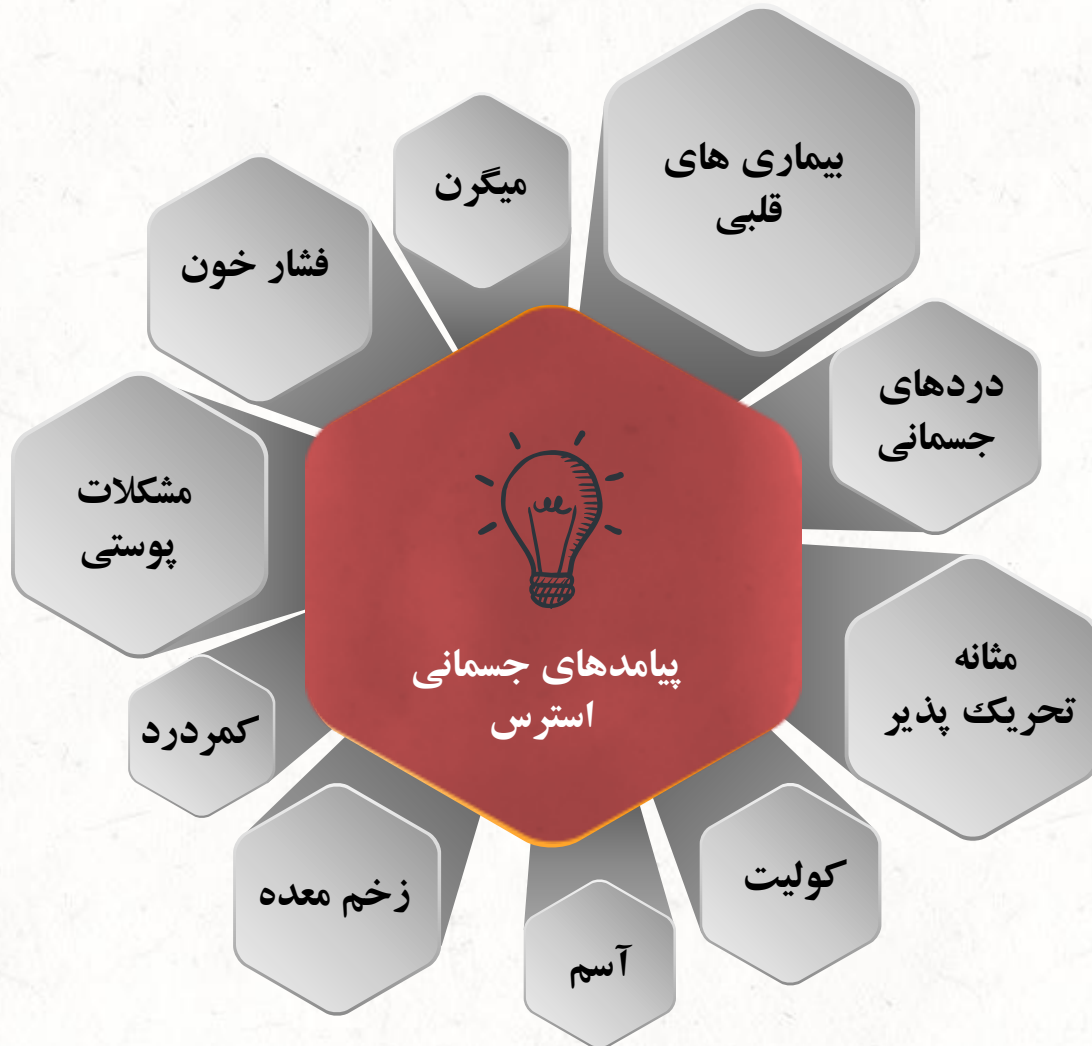 پیامدهای جسمانی
استرس
بیماری های
قلبی
دردهای
جسمانی
مثانه
تحریک پذیر
کولیت
آسم
زخم معده
کمردرد
مشکلات
پوستی
فشار خون
میگرن